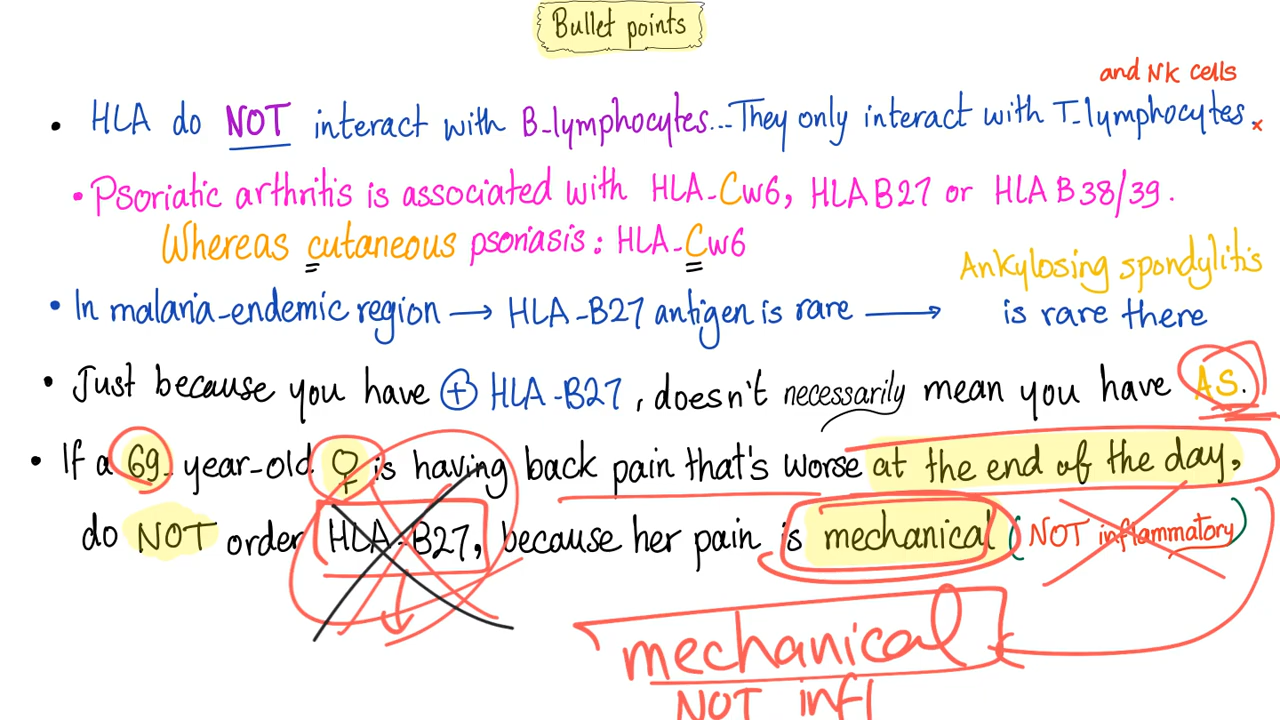 Bullet points
and NK cells
• HLA do NOT interact with B-lymphocytes...They only interact with T-lymphocytes.
• Psoriatic arthritis is associated with HLA-Cw6, HLA B27 or HLA B38/39.
Whereas cutaneous psoriasis: HLA-Cw6
Ankylosing spondylitis
• In malaria-endemic region → HLA-B27 antigen is rare → is rare there
• Just because you have + HLA-B27, doesn't necessarily mean you have AS.
• If a 69-year-old ♀ is having back pain that's worse at the end of the day,
do NOT order HLA-B27, because her pain is mechanical (NOT inflammatory)
mechanical
NOT infl